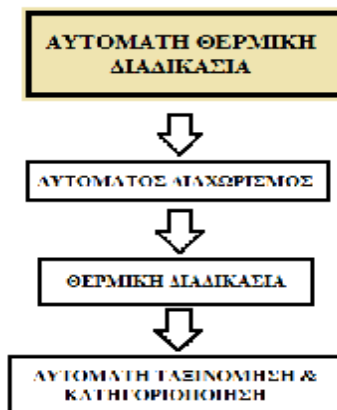 ΑΥΤΟΜΑΤΗ ΘΕΡΜΙΚΗ
ΔΙΑΔΙΚΑΣΙΑ
ΑΥΤΟΜΑΤΟΣ ΔΙΑΧΩΡΙΣΜΟΣ
ΘΕΡΜΙΚΗ ΔΙΑΔΙΚΑΣΙΑ
ΑΥΤΟΜΑΤΗ ΤΑΞΙΝΟΜΗΣΗ &
ΚΑΤΗΓΟΡΙΟΠΟΙΗΣΗ